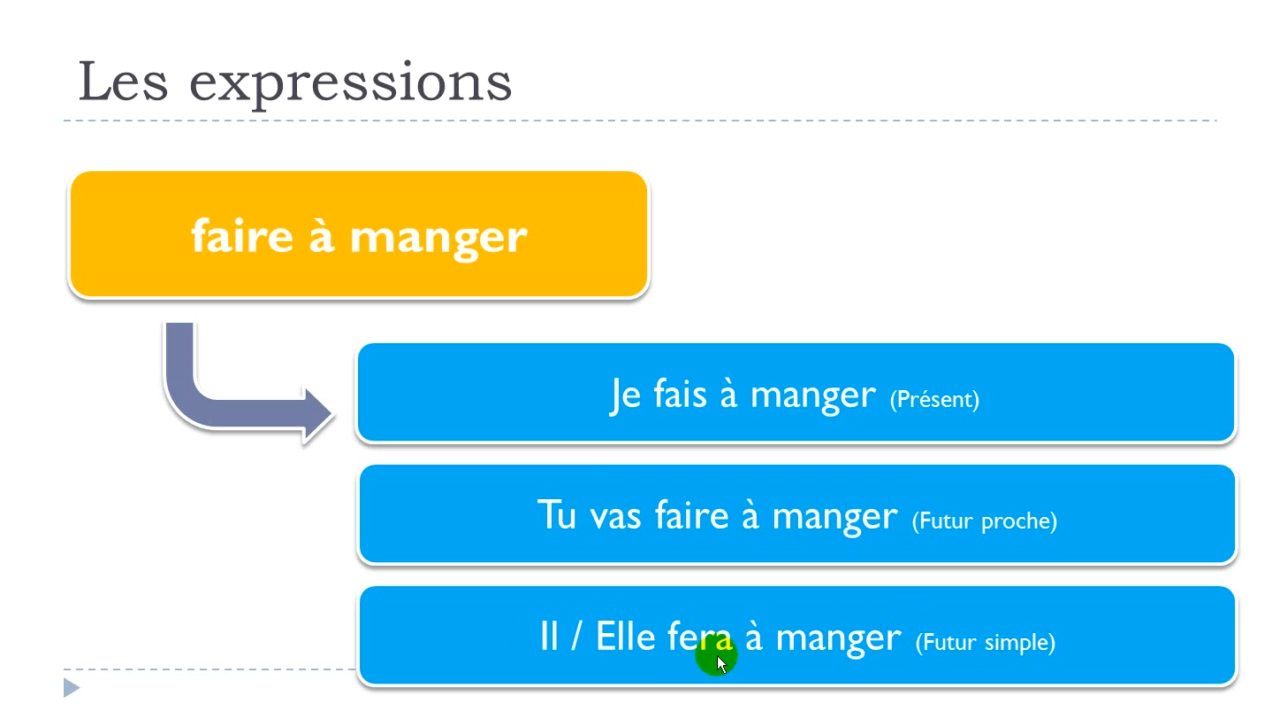 Les expressions
faire à manger
Je fais à manger (Présent)
Tu vas faire à manger (Futur proche)
Il / Elle fera à manger (Futur simple)